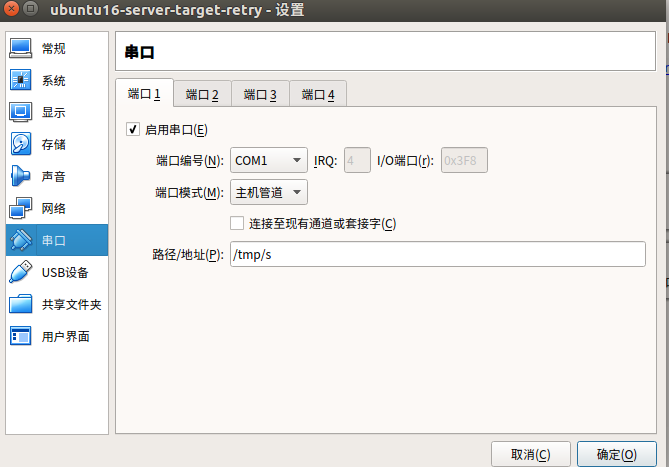 ubuntu16-server-target-retry - 设置
常规
系统
显示
存储
声音
网络
串口
USB设备
共享文件夹
用户界面
串口
端口 1 端口 2 端口 3 端口 4
启用串口(E)
端口编号(N): COM1 IRQ: 4 I/O端口(r): 0x3F8
端口模式(M): 主机管道
连接至现有通道或套接字(C)
路径/地址(P): /tmp/s
取消(C) 确定(O)